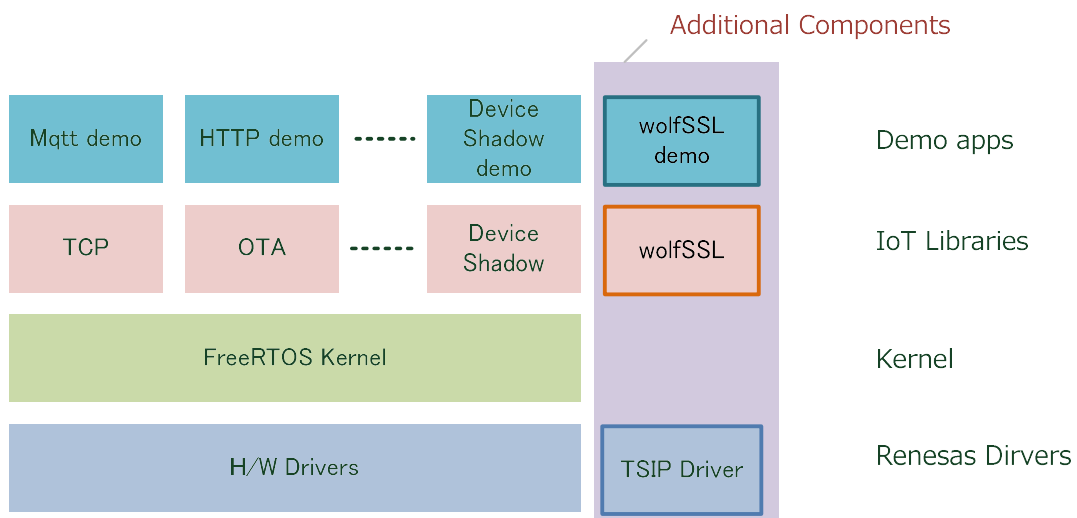 Additional Components
Mqtt demo
HTTP demo
Device
Shadow
demo
wolfSSL
demo
Demo apps
TCP
OTA
Device
Shadow
wolfSSL
IoT Libraries
FreeRTOS Kernel
Kernel
H/W Drivers
TSIP Driver
Renesas Dirvers